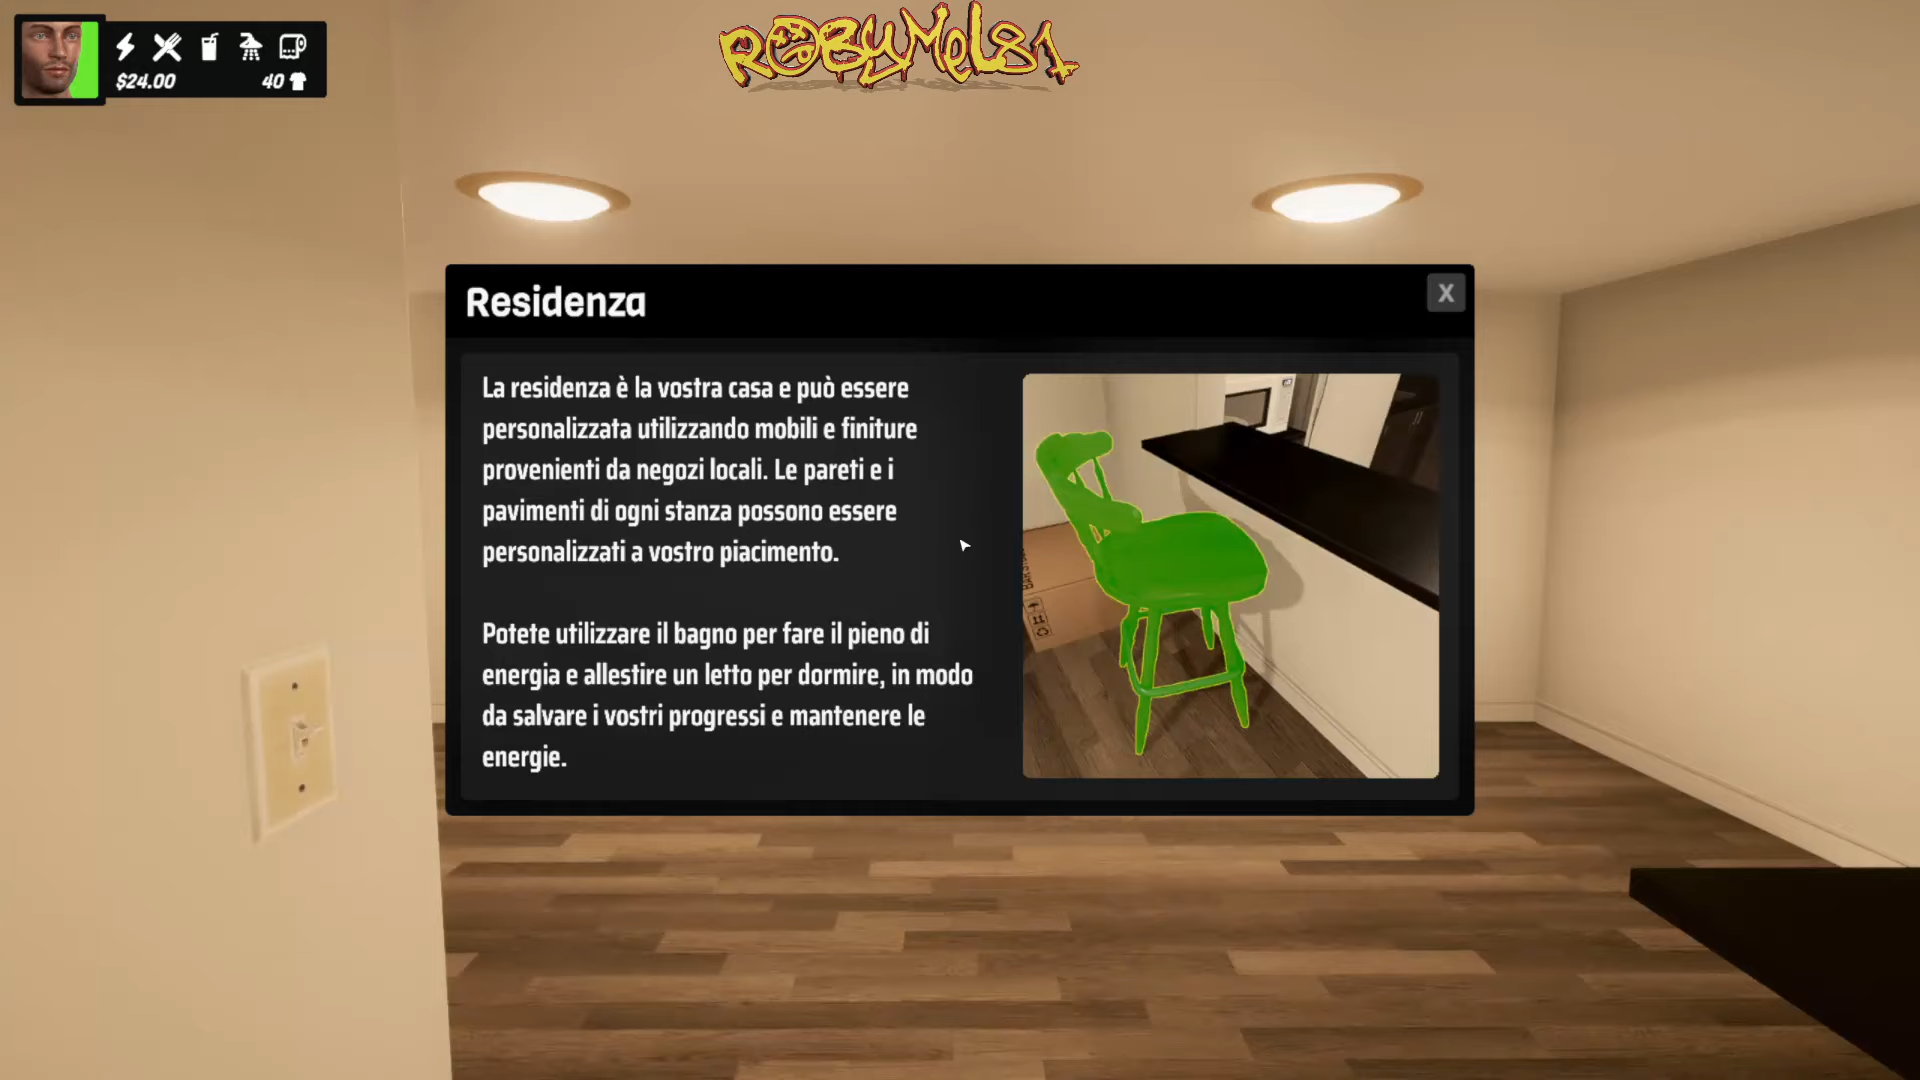 RobyMel81
$24.00
40
Residenza
X
La residenza è la vostra casa e può essere
personalizzata utilizzando mobili e finiture
provenienti da negozi locali. Le pareti e i
pavimenti di ogni stanza possono essere
personalizzati a vostro piacimento.
Potete utilizzare il bagno per fare il pieno di
energia e allestire un letto per dormire, in modo
da salvare i vostri progressi e mantenere le
energie.